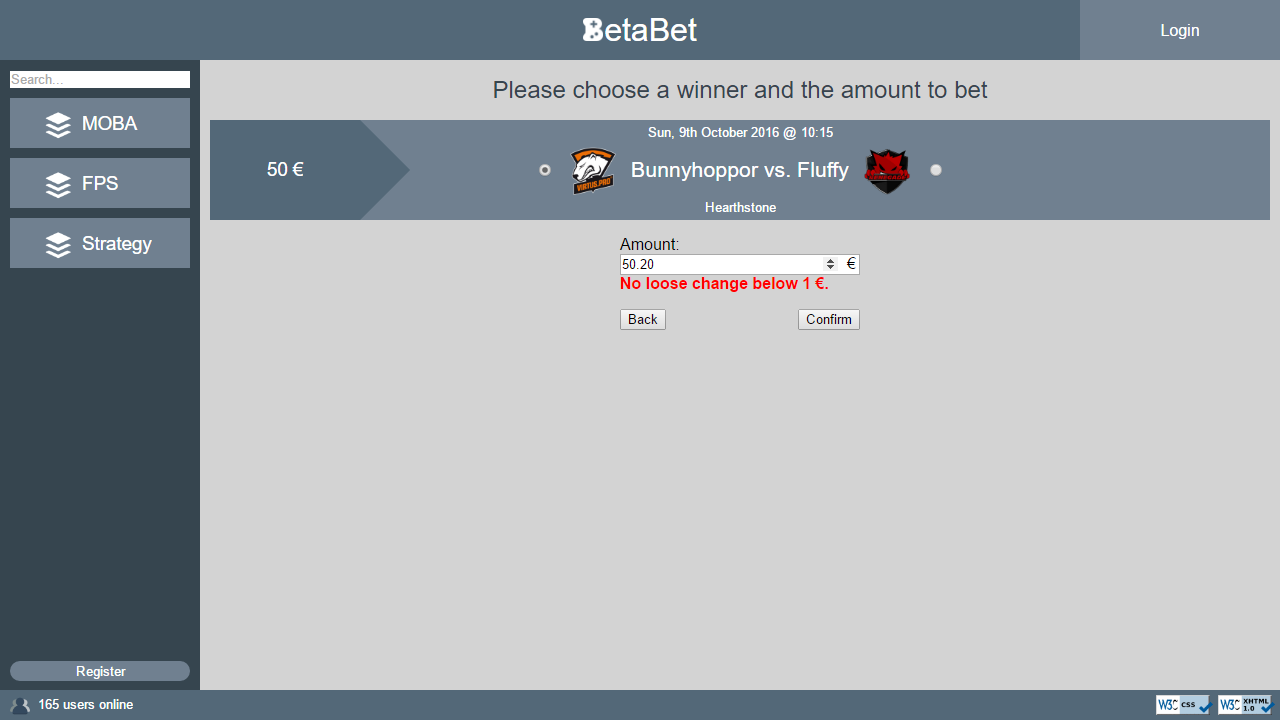 BetaBet
Login
Search...
MOBA
FPS
Strategy
Register
Please choose a winner and the amount to bet
50 €
Sun, 9th October 2016 @ 10:15
VIRTUS.PRO
Bunnyhoppor vs. Fluffy
Hearthstone
Amount:
50.20 €
No loose change below 1 €.
Back Confirm
165 users online
W3C CSS
W3C XHTML 1.0